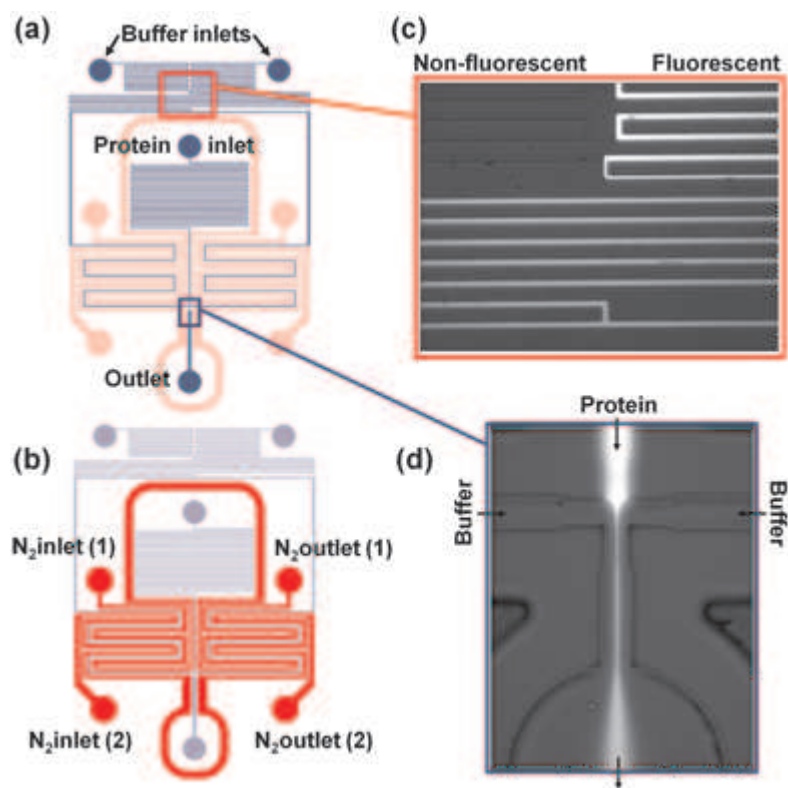 (a)
Buffer inlets
Protein inlet
Outlet
(b)
N₂inlet (1)
N₂outlet (1)
N₂inlet (2)
N₂outlet (2)
(c)
Non-fluorescent Fluorescent
(d)
Protein
Buffer
Buffer